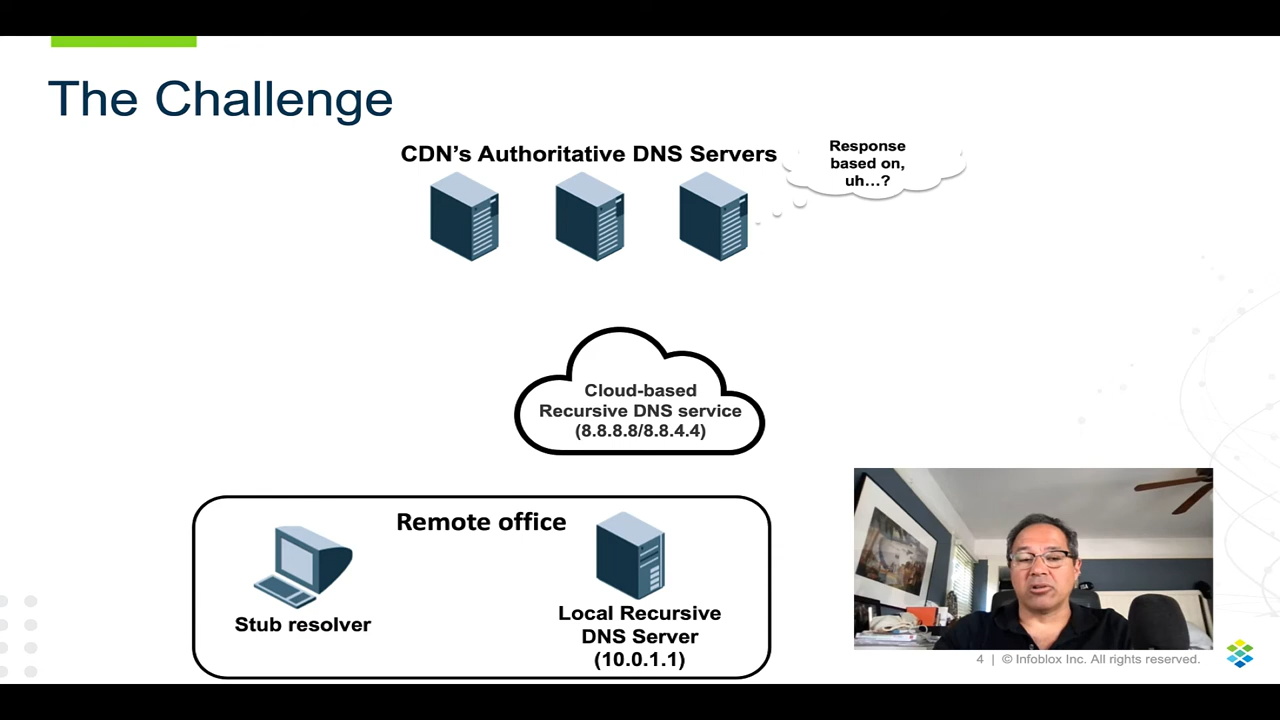 The Challenge
CDN's Authoritative DNS Servers
Response
based on,
uh...?
Cloud-based
Recursive DNS service
(8.8.8.8/8.8.4.4)
Remote office
Stub resolver
Local Recursive
DNS Server
(10.0.1.1)
4 | © Infoblox Inc. All rights reserved.